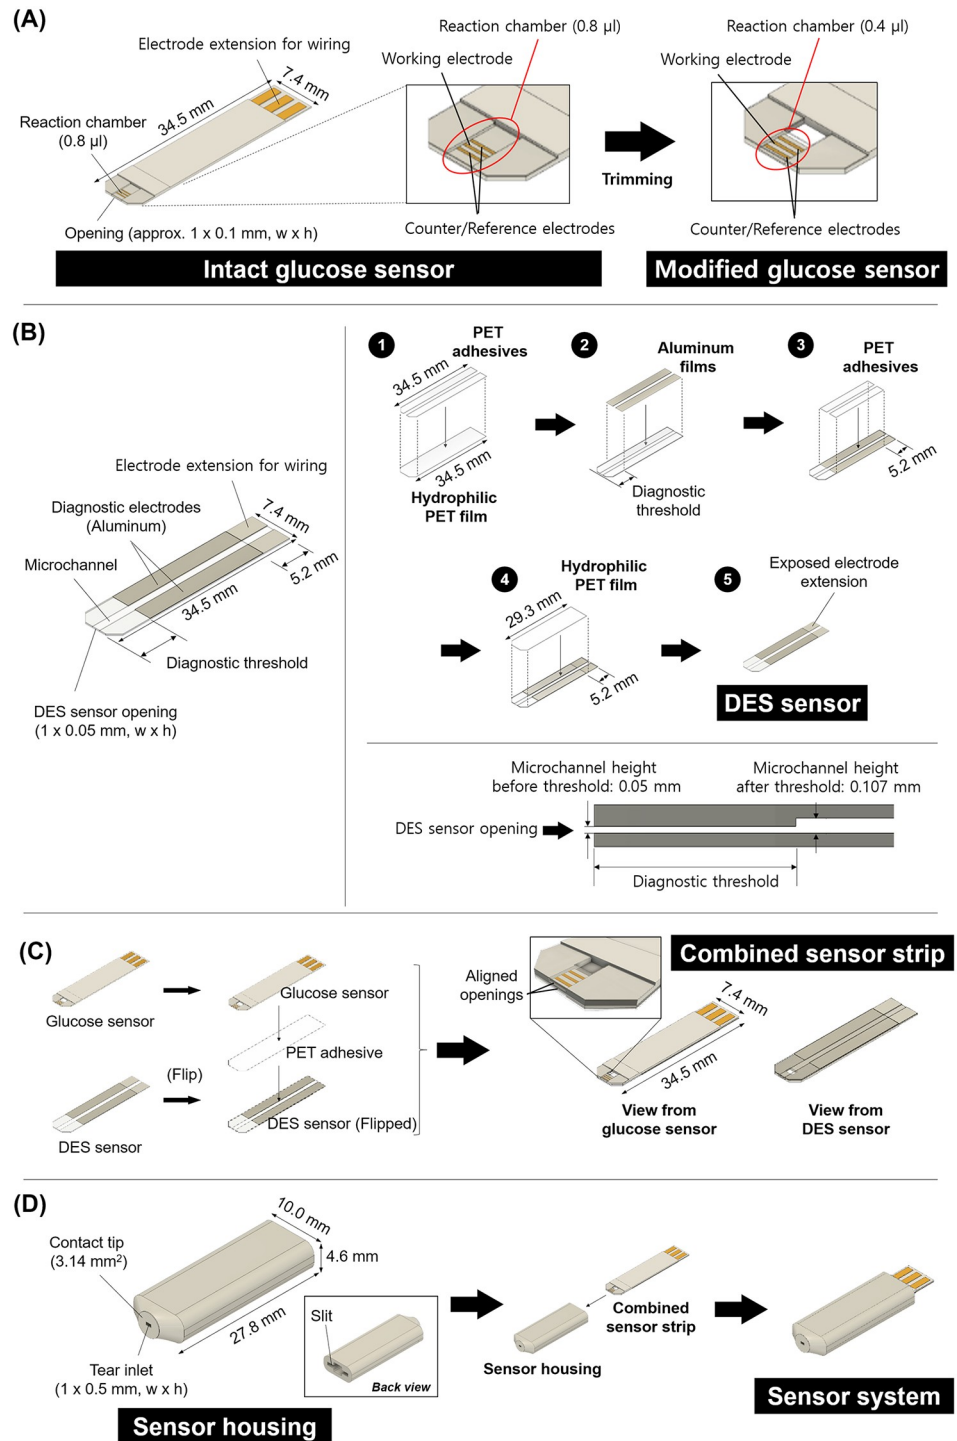 (A)
Electrode extension for wiring
7.4 mm
34.5 mm
Reaction chamber
(0.8 μl)
Opening (approx. 1 x 0.1 mm, w x h)
Reaction chamber (0.8 μl)
Working electrode
Counter/Reference electrodes
Intact glucose sensor
Trimming
Reaction chamber (0.4 μl)
Working electrode
Counter/Reference electrodes
Modified glucose sensor
(B)
Electrode extension for wiring
Diagnostic electrodes
(Aluminum)
Microchannel
7.4 mm
5.2 mm
34.5 mm
Diagnostic threshold
DES sensor opening
(1 x 0.05 mm, w x h)
1
PET
adhesives
34.5 mm
34.5 mm
Hydrophilic
PET film
2
Aluminum
films
Diagnostic
threshold
3
PET
adhesives
5.2 mm
4
Hydrophilic
PET film
29.3 mm
5.2 mm
5
Exposed electrode
extension
DES sensor
Microchannel height
before threshold: 0.05 mm
Microchannel height
after threshold: 0.107 mm
DES sensor opening
Diagnostic threshold
(C)
Glucose sensor
Glucose sensor
PET adhesive
(Flip)
DES sensor
DES sensor (Flipped)
Aligned
openings
Combined sensor strip
7.4 mm
34.5 mm
View from
glucose sensor
View from
DES sensor
(D)
Contact tip
(3.14 mm²)
10.0 mm
4.6 mm
27.8 mm
Tear inlet
(1 x 0.5 mm, w x h)
Slit
Back view
Sensor housing
Sensor housing
Combined
sensor strip
Sensor system